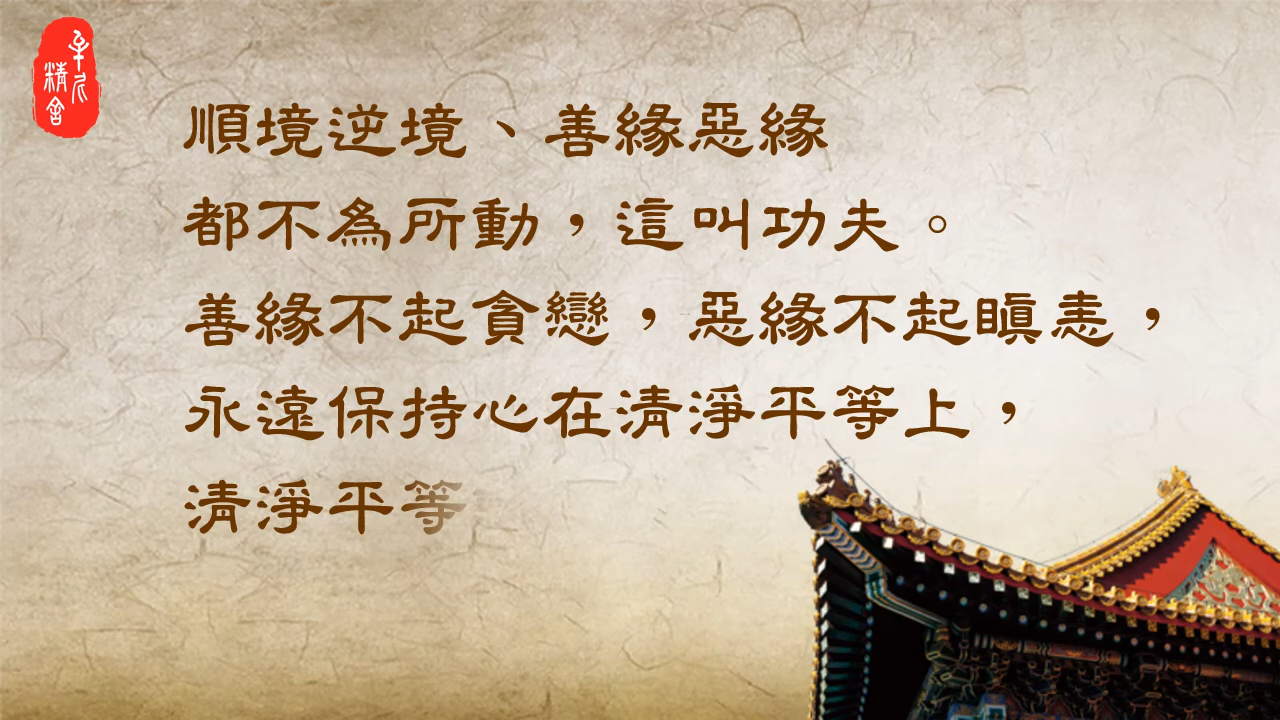 精舍
順境逆境、善緣惡緣
都不為所動，這叫功夫。
善緣不起貪戀，惡緣不起瞋恚，
永遠保持心在清淨平等上，
清淨平等